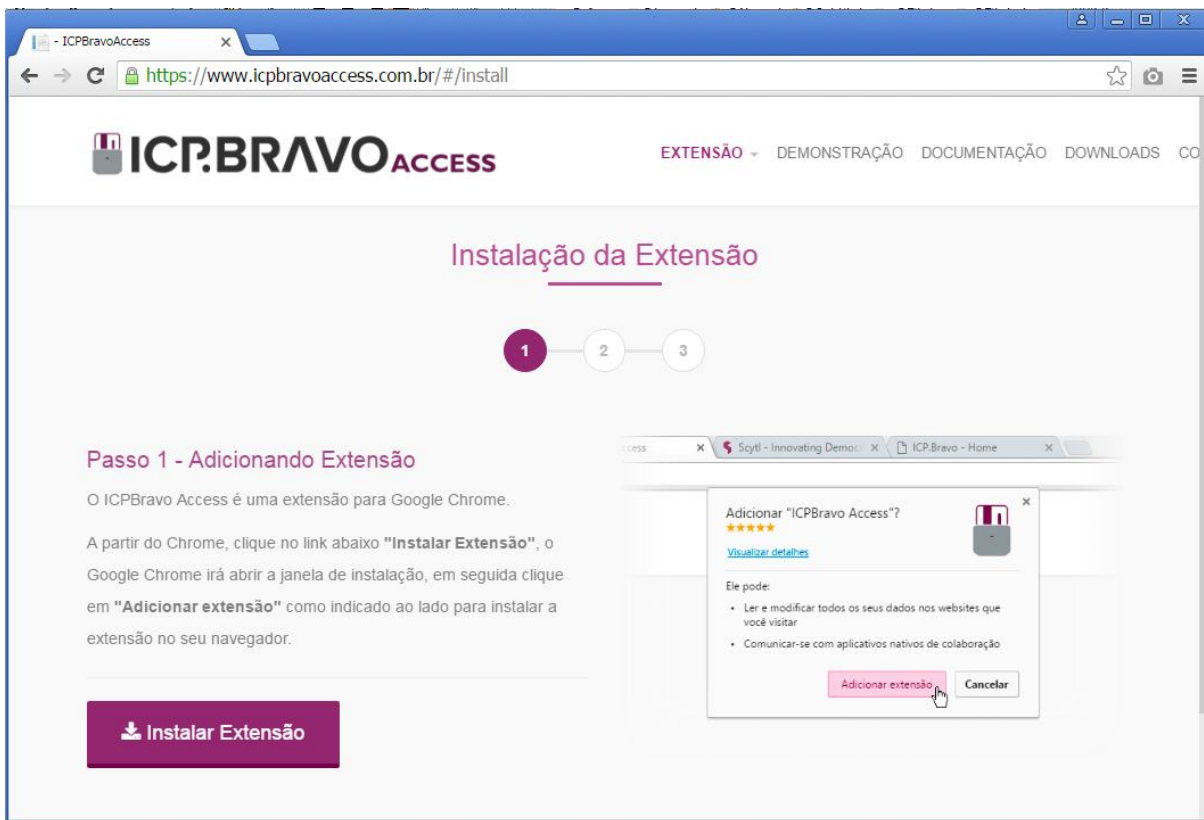 - ICPBravoAccess
https://www.icpbravoaccess.com.br/#/install
ICP.BRAVO ACCESS
EXTENSÃO DEMONSTRAÇÃO DOCUMENTAÇÃO DOWNLOADS CO
Instalação da Extensão
1 2 3
Passo 1 - Adicionando Extensão
O ICPBravo Access é uma extensão para Google Chrome.
A partir do Chrome, clique no link abaixo "Instalar Extensão", o
Google Chrome irá abrir a janela de instalação, em seguida clique
em "Adicionar extensão" como indicado ao lado para instalar a
extensão no seu navegador.
Instalar Extensão
Scytl - Innovating Democ ICP.Bravo - Home
Adicionar "ICPBravo Access"?
Visualizar detalhes
Ele pode:
• Ler e modificar todos os seus dados nos websites que
você visitar
• Comunicar-se com aplicativos nativos de colaboração
Adicionar extensão Cancelar